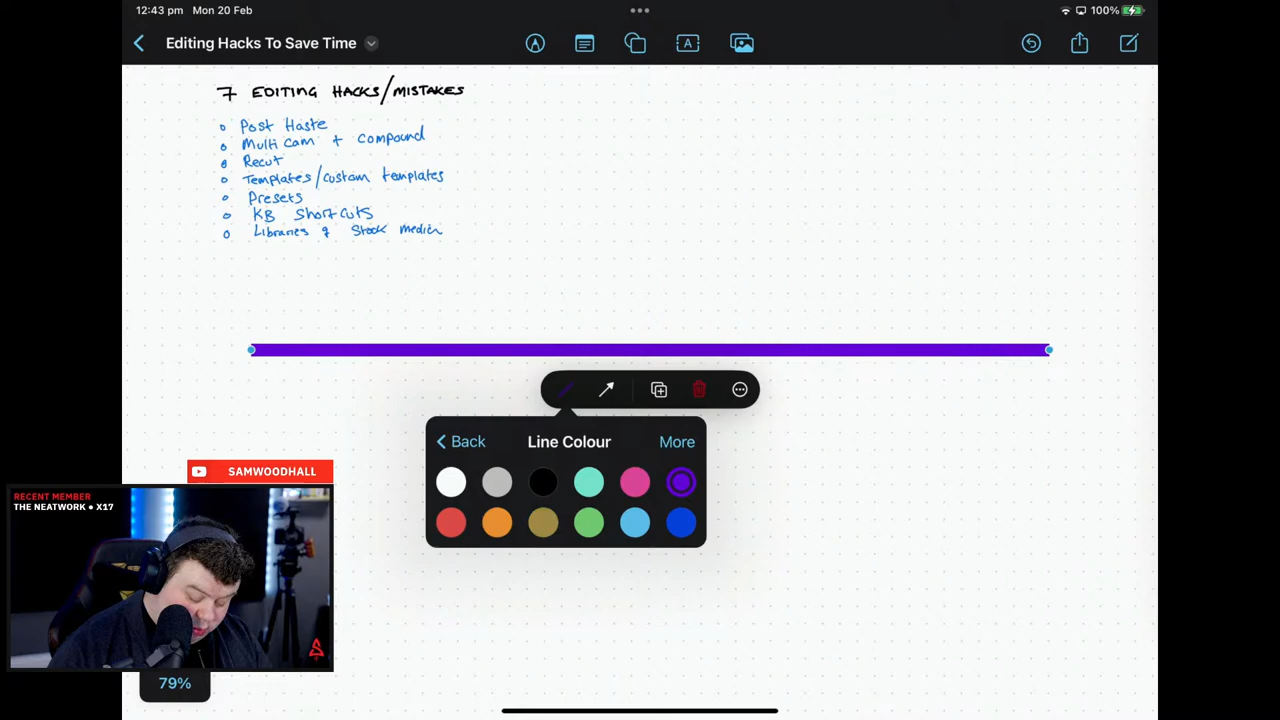 12:43 pm Mon 20 Feb
100%
Editing Hacks To Save Time
A
7 EDITING HACKS/MISTAKES
Post Haste
Multi cam + compound
Recut
Templates/custom templates
Presets
KB Shortcuts
Libraries & Stock media
Back Line Colour More
SAMWOODHALL
RECENT MEMBER
THE NEATWORK ● X17
79%